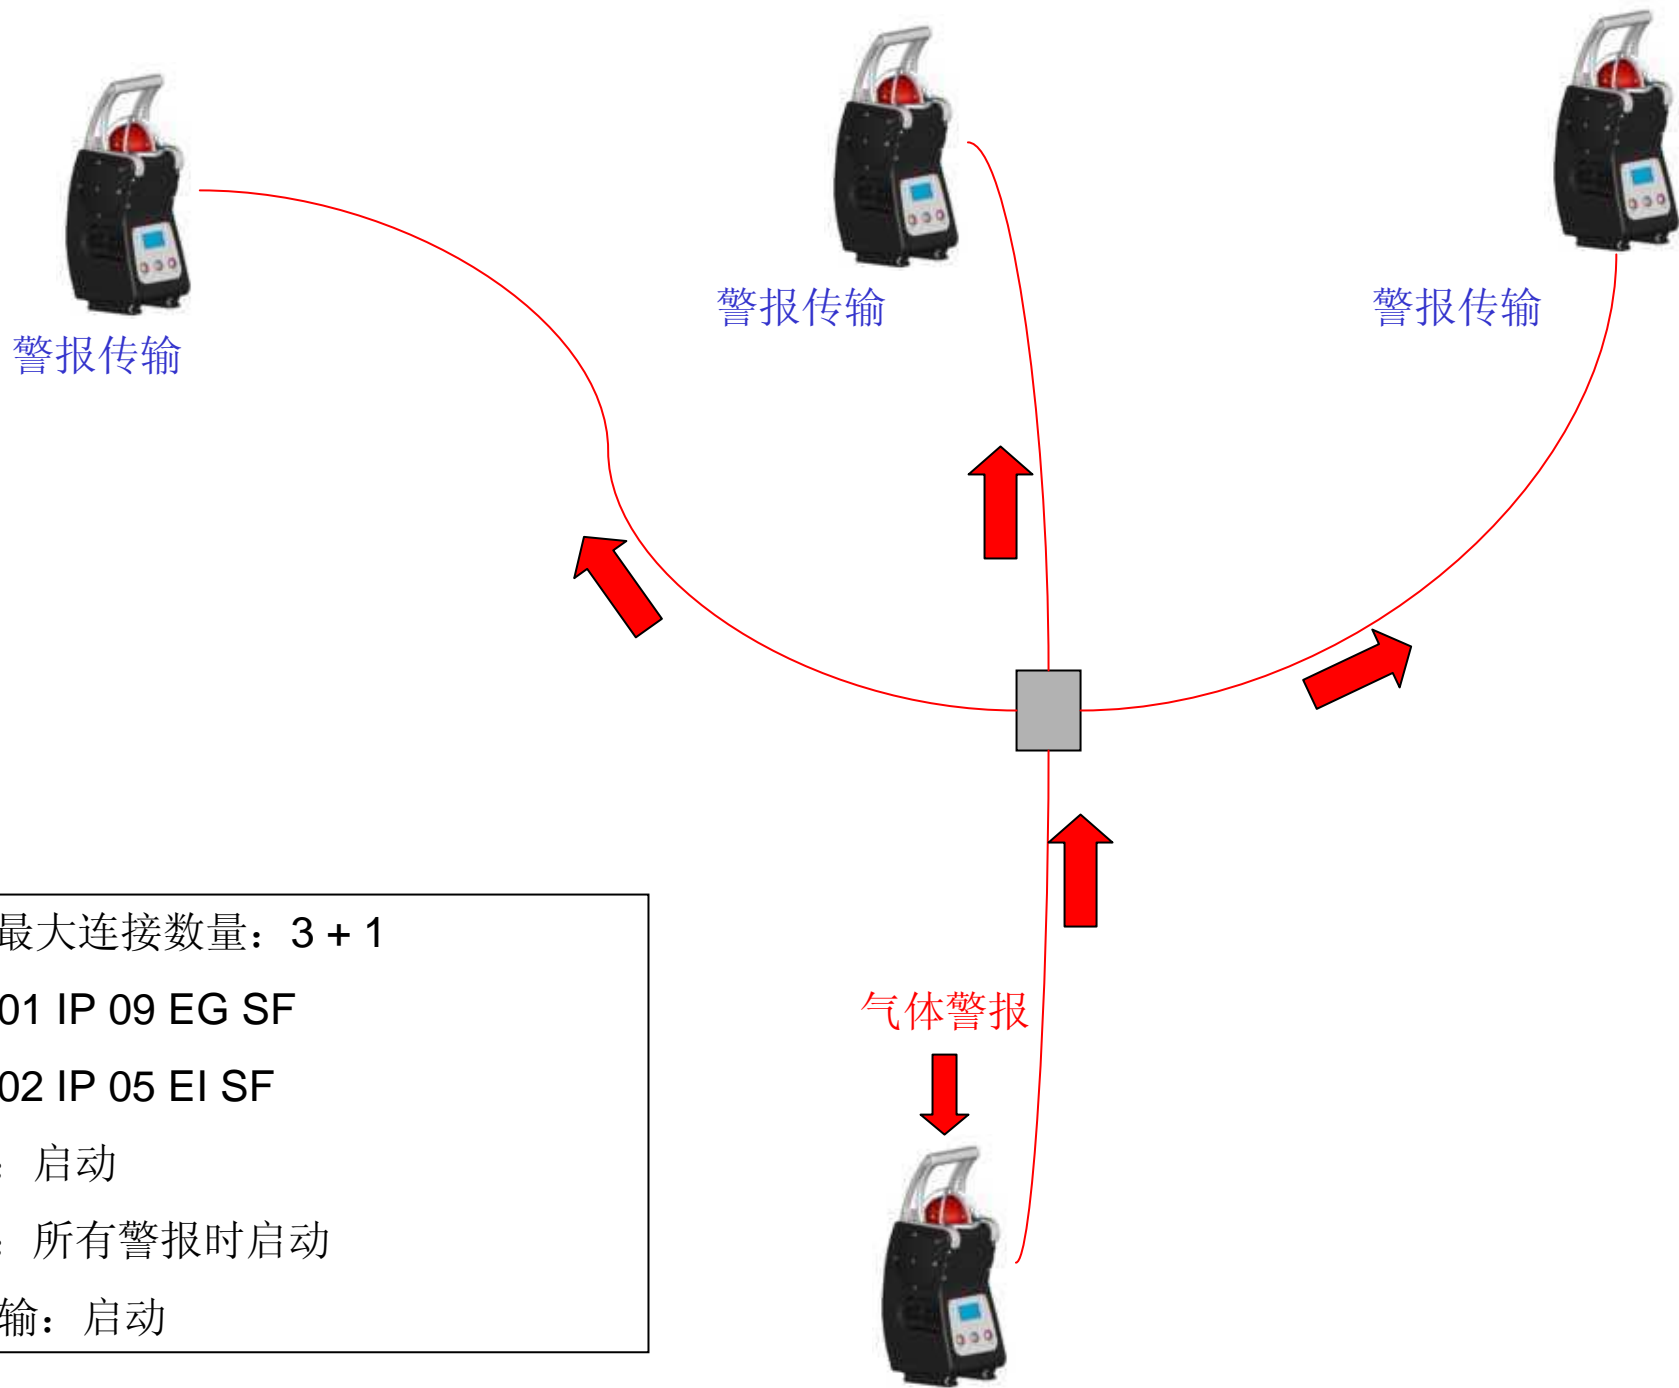 警报传输
警报传输
警报传输
最大连接数量：3 + 1
01 IP 09 EG SF
02 IP 05 EI SF
：启动
：所有警报时启动
输：启动
气体警报